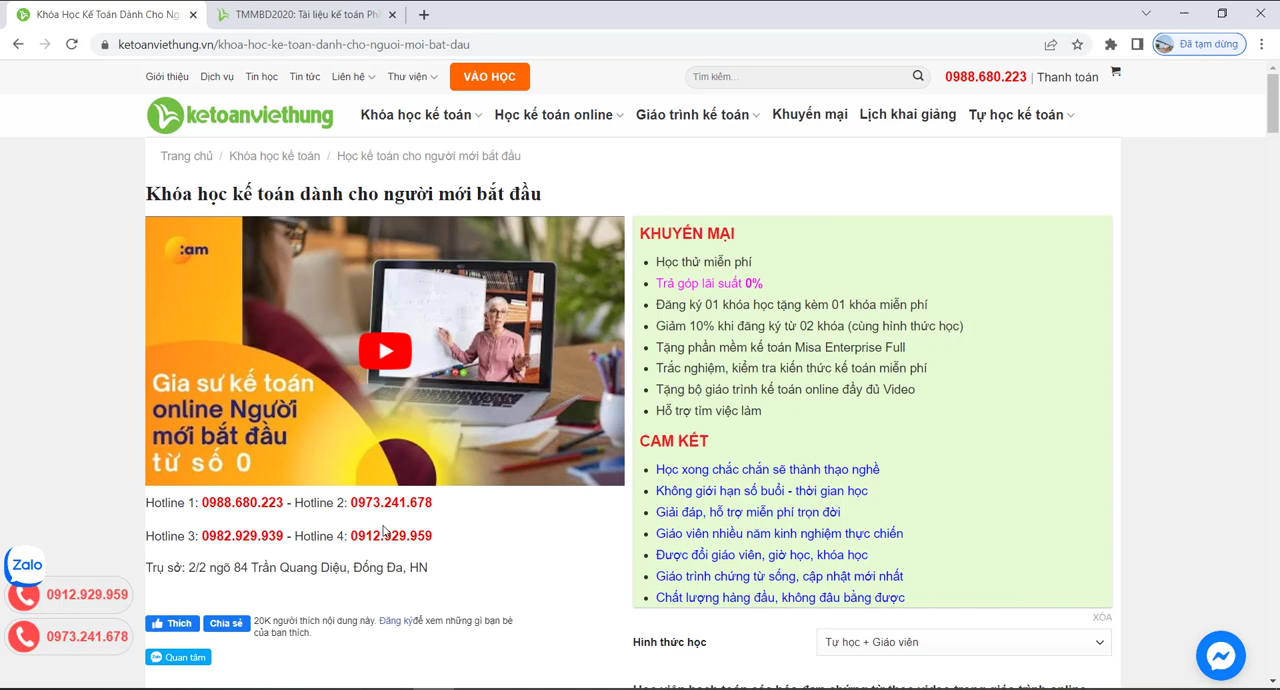 Khóa Học Kế Toán Dành Cho Ng
TMMBD2020: Tài liệu kế toán Ph
ketoanviethung.vn/khoa-hoc-ke-toan-danh-cho-nguoi-moi-bat-dau
Đã tạm dừng
Giới thiệu Dịch vụ Tin học Tin tức Liên hệ Thư viện VÀO HỌC Tìm kiếm... 0988.680.223 | Thanh toán
ketoanviethung Khóa học kế toán Học kế toán online Giáo trình kế toán Khuyến mại Lịch khai giảng Tự học kế toán
Trang chủ / Khóa học kế toán / Học kế toán cho người mới bắt đầu
Khóa học kế toán dành cho người mới bắt đầu
:am
Gia sư kế toán
online Người
mới bắt đầu
từ số 0
KHUYẾN MẠI
Học thử miễn phí
Trả góp lãi suất 0%
Đăng ký 01 khóa học tặng kèm 01 khóa miễn phí
Giảm 10% khi đăng ký từ 02 khóa (cùng hình thức học)
Tặng phần mềm kế toán Misa Enterprise Full
Trắc nghiệm, kiểm tra kiến thức kế toán miễn phí
Tặng bộ giáo trình kế toán online đầy đủ Video
Hỗ trợ tìm việc làm
CAM KẾT
Học xong chắc chắn sẽ thành thạo nghề
Không giới hạn số buổi - thời gian học
Giải đáp, hỗ trợ miễn phí trọn đời
Giáo viên nhiều năm kinh nghiệm thực chiến
Được đổi giáo viên, giờ học, khóa học
Giáo trình chứng từ sống, cập nhật mới nhất
Chất lượng hàng đầu, không đâu bằng được
Hotline 1: 0988.680.223 - Hotline 2: 0973.241.678
Hotline 3: 0982.929.939 - Hotline 4: 0912.929.959
Trụ sở: 2/2 ngõ 84 Trần Quang Diệu, Đống Đa, HN
Zalo
0912.929.959
0973.241.678
Thích Chia sẻ 20K người thích nội dung này. Đăng ký để xem những gì bạn bè
của bạn thích.
Quan tâm
XÓA
Hình thức học Tự học + Giáo viên
Học viên hạch toán các hóa đơn chứng từ theo video trong giáo trình online